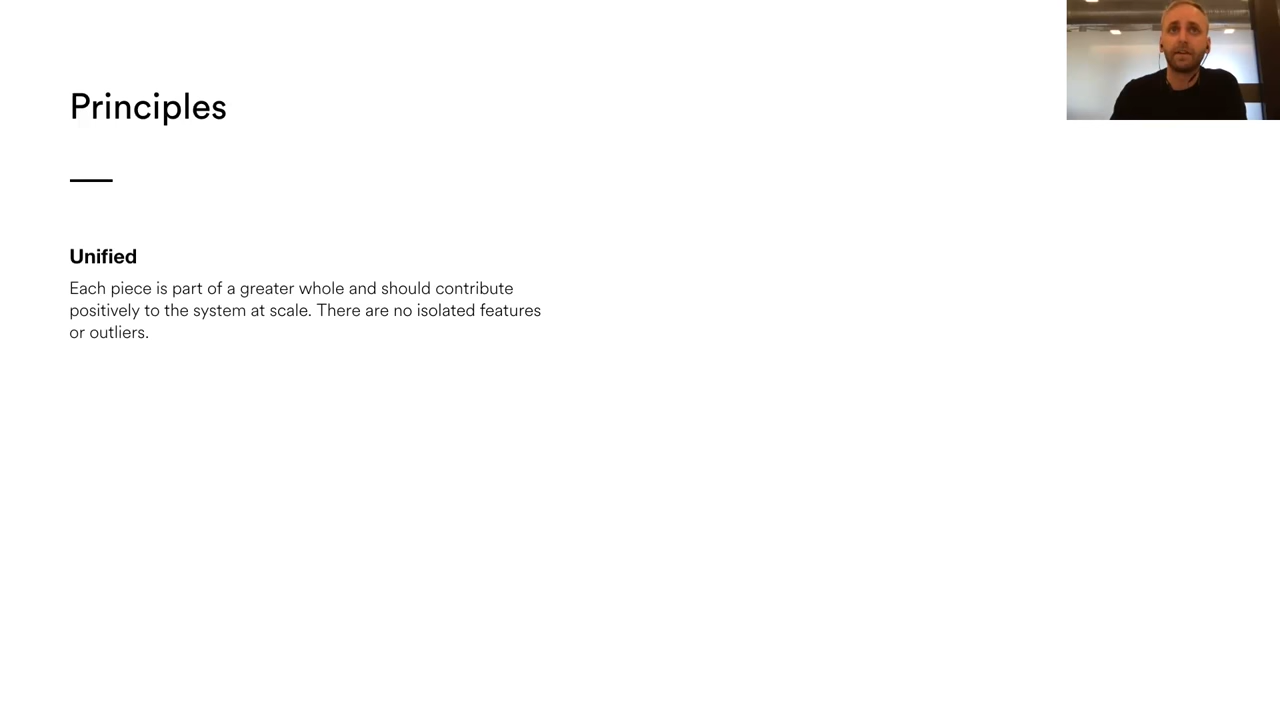 Principles
Unified
Each piece is part of a greater whole and should contribute
positively to the system at scale. There are no isolated features
or outliers.